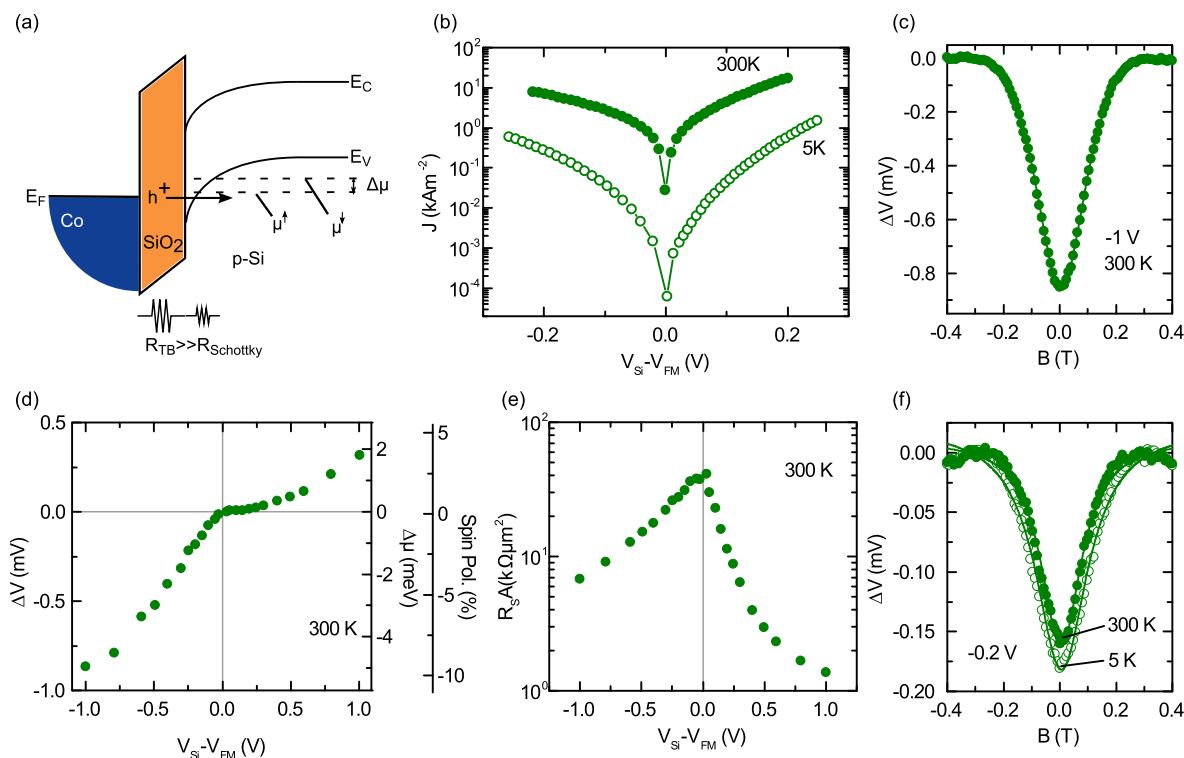 (a)
E_C
E_V
E_F
h⁺
Δμ
Co
μ↑
μ↓
SiO₂
p-Si
R_TB>>R_Schottky
(b)
10²
10¹
10⁰
10⁻¹
10⁻²
10⁻³
10⁻⁴
J (kAm⁻²)
300K
5K
-0.2
0.0
0.2
V_Si-V_FM (V)
(c)
0.0
-0.2
-0.4
-0.6
-0.8
ΔV (mV)
-1 V
300 K
-0.4
-0.2
0.0
0.2
0.4
B (T)
(d)
0.5
0.0
-0.5
-1.0
ΔV (mV)
300 K
-1.0
-0.5
0.0
0.5
1.0
V_Si-V_FM (V)
2
0
-2
-4
Δμ (meV)
5
0
-5
-10
Spin Pol. (%)
(e)
10²
10¹
10⁰
R_SA(kΩμm²)
300 K
-1.0
-0.5
0.0
0.5
1.0
V_Si-V_FM (V)
(f)
0.00
-0.05
-0.10
-0.15
-0.20
ΔV (mV)
300 K
5 K
-0.2 V
-0.4
-0.2
0.0
0.2
0.4
B (T)